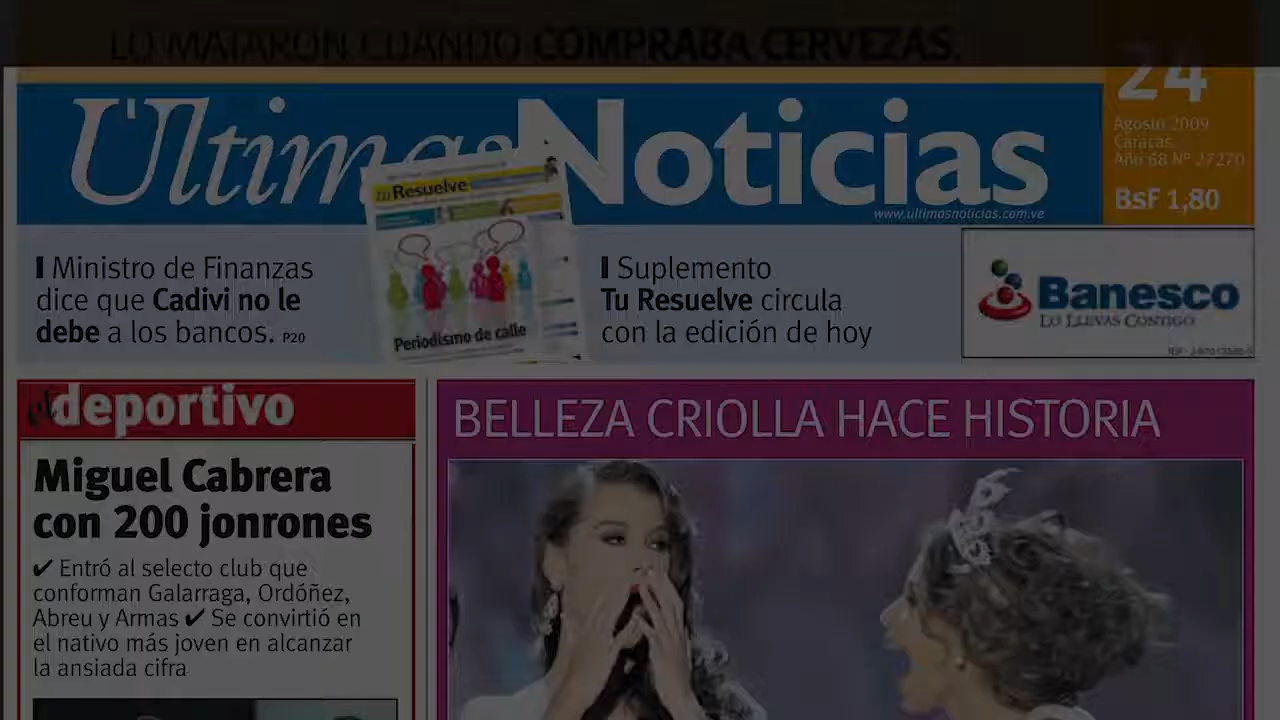 LO MATARON CUANDO COMPRABA CERVEZAS.
Últimas Noticias
24
Agosto 2009
Caracas
Año 68 Nº 27270
BsF 1,80
www.ultimasnoticias.com.ve
Ministro de Finanzas
dice que Cadivi no le
debe a los bancos. P20
Tu Resuelve
Periodismo de calle
Suplemento
Tu Resuelve circula
con la edición de hoy
Banesco
LO LLEVAS CONTIGO
el deportivo
Miguel Cabrera
con 200 jonrones
✔ Entró al selecto club que
conforman Galarraga, Ordóñez,
Abreu y Armas ✔ Se convirtió en
el nativo más joven en alcanzar
la ansiada cifra
BELLEZA CRIOLLA HACE HISTORIA